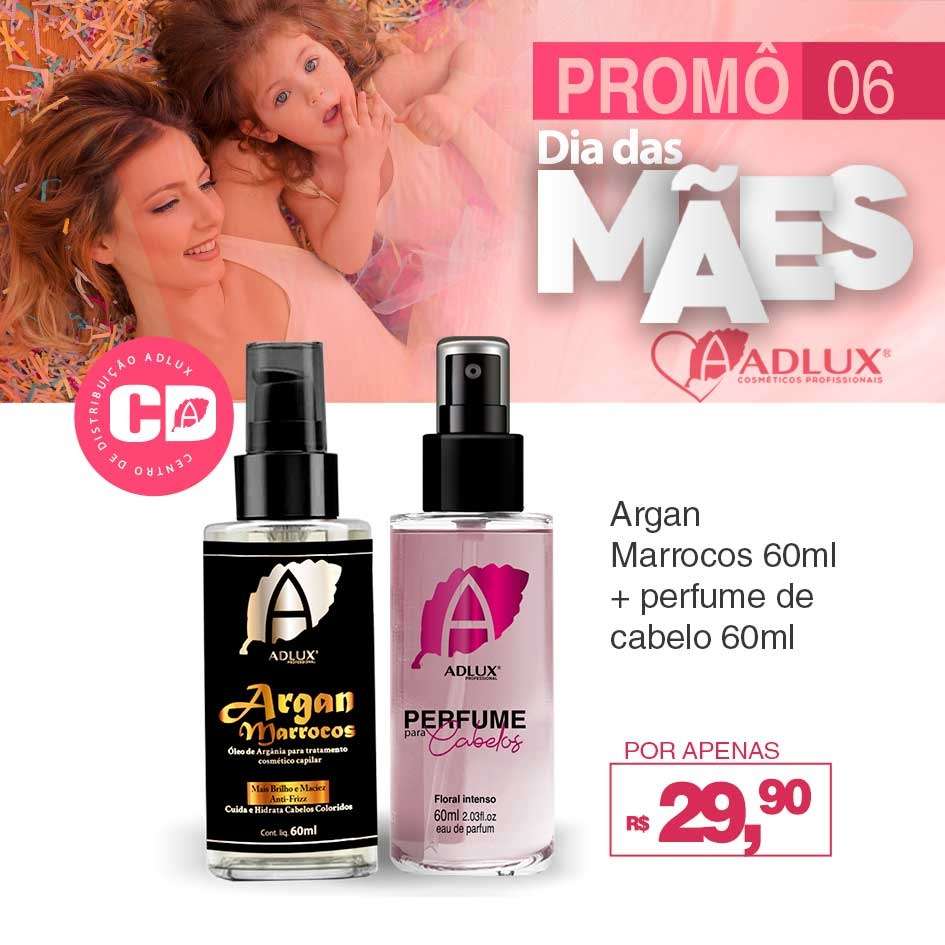 PROMÔ 06
Dia das
MÃES
A ADLUX®
COSMÉTICOS PROFISSIONAIS
CENTRO DE DISTRIBUIÇÃO ADLUX
CD
A
A
ADLUX®
PROFESSIONAL
Argan
Marrocos
Óleo de Argânia para tratamento
cosmético capilar
Mais Brilho e Maciez
Anti-Frizz
Cuida e Hidrata Cabelos Coloridos
Cont. liq. 60ml
A
ADLUX®
PROFESSIONAL
PERFUME
para Cabelos
Floral intenso
60ml 2.03fl.oz
eau de parfum
Argan
Marrocos 60ml
+ perfume de
cabelo 60ml
POR APENAS
R$ 29,90